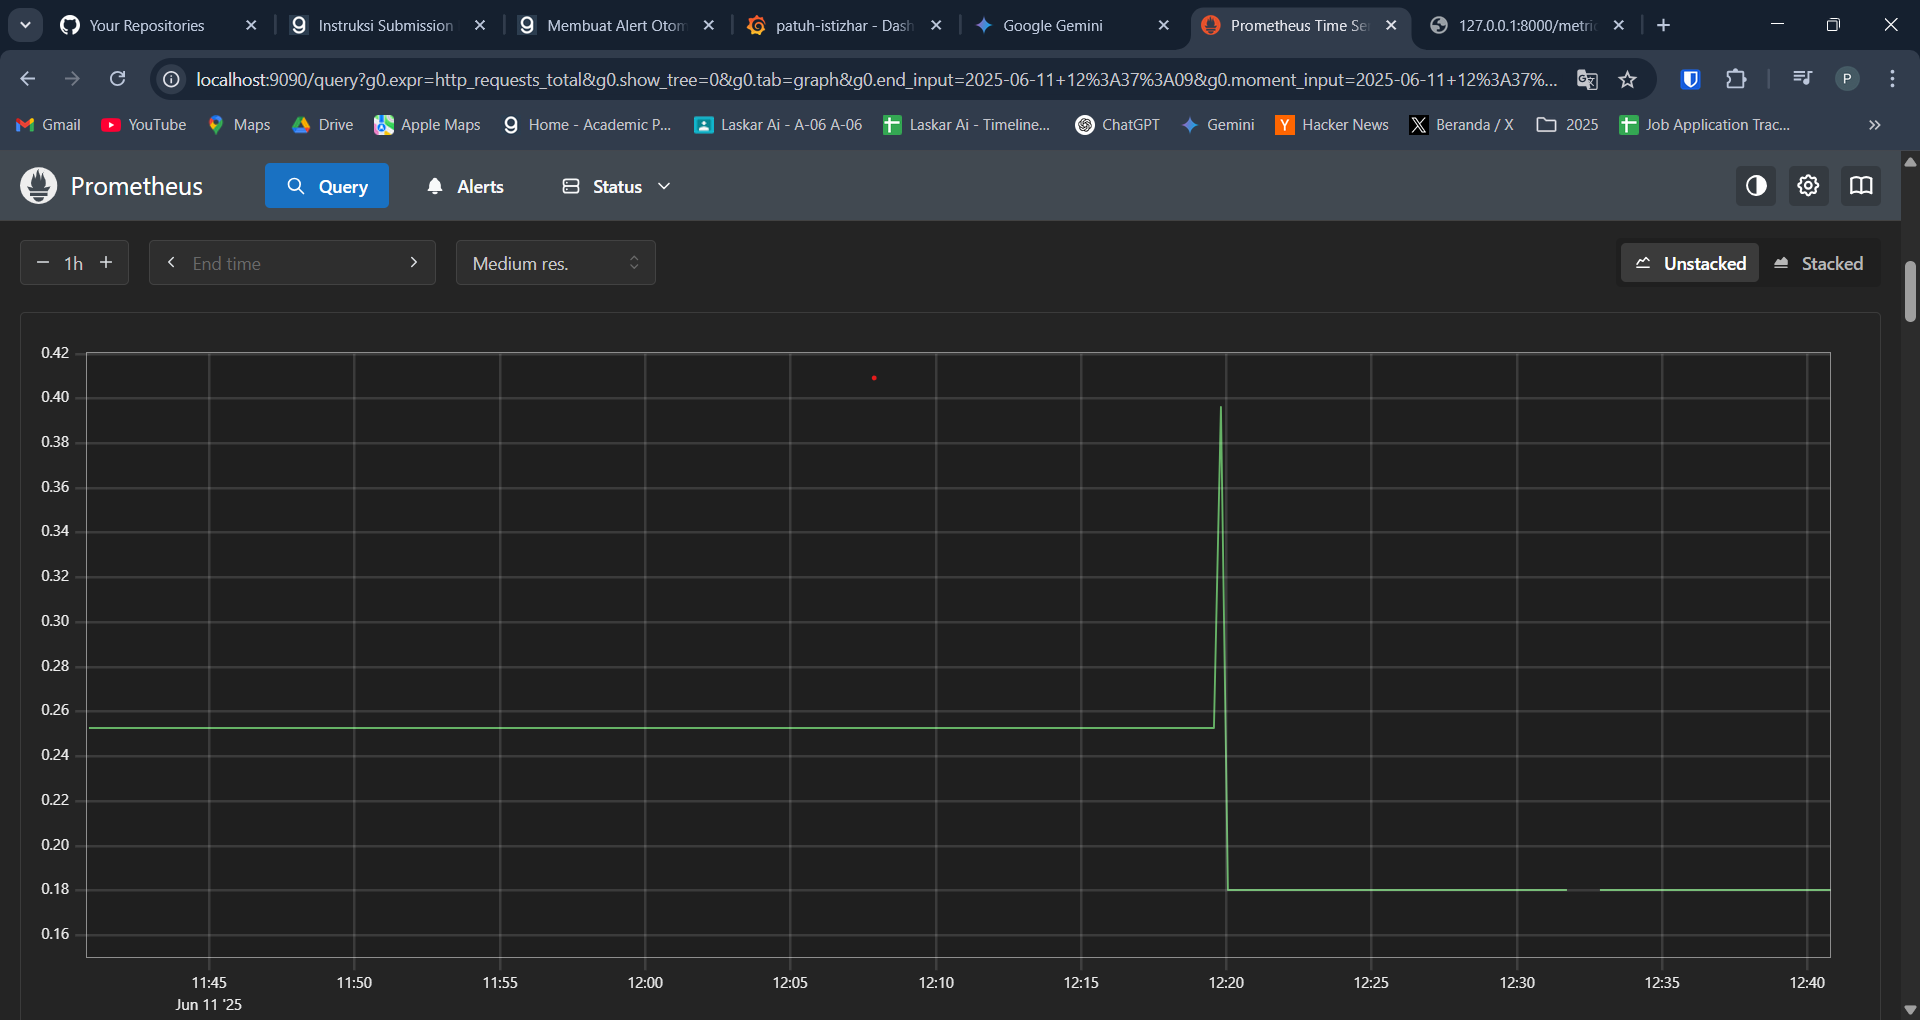 Your Repositories
Instruksi Submission
Membuat Alert Otom
patuh-istizhar - Dash
Google Gemini
Prometheus Time Se
127.0.0.1:8000/metric
localhost:9090/query?g0.expr=http_requests_total&g0.show_tree=0&g0.tab=graph&g0.end_input=2025-06-11+12%3A37%3A09&g0.moment_input=2025-06-11+12%3A37%...
P
Gmail
YouTube
Maps
Drive
Apple Maps
Home - Academic P...
Laskar Ai - A-06 A-06
Laskar Ai - Timeline...
ChatGPT
Gemini
Hacker News
Beranda / X
2025
Job Application Trac...
Prometheus
Query
Alerts
Status
1h
End time
Medium res.
Unstacked
Stacked
0.42
0.40
0.38
0.36
0.34
0.32
0.30
0.28
0.26
0.24
0.22
0.20
0.18
0.16
11:45
11:50
11:55
12:00
12:05
12:10
12:15
12:20
12:25
12:30
12:35
12:40
Jun 11 '25